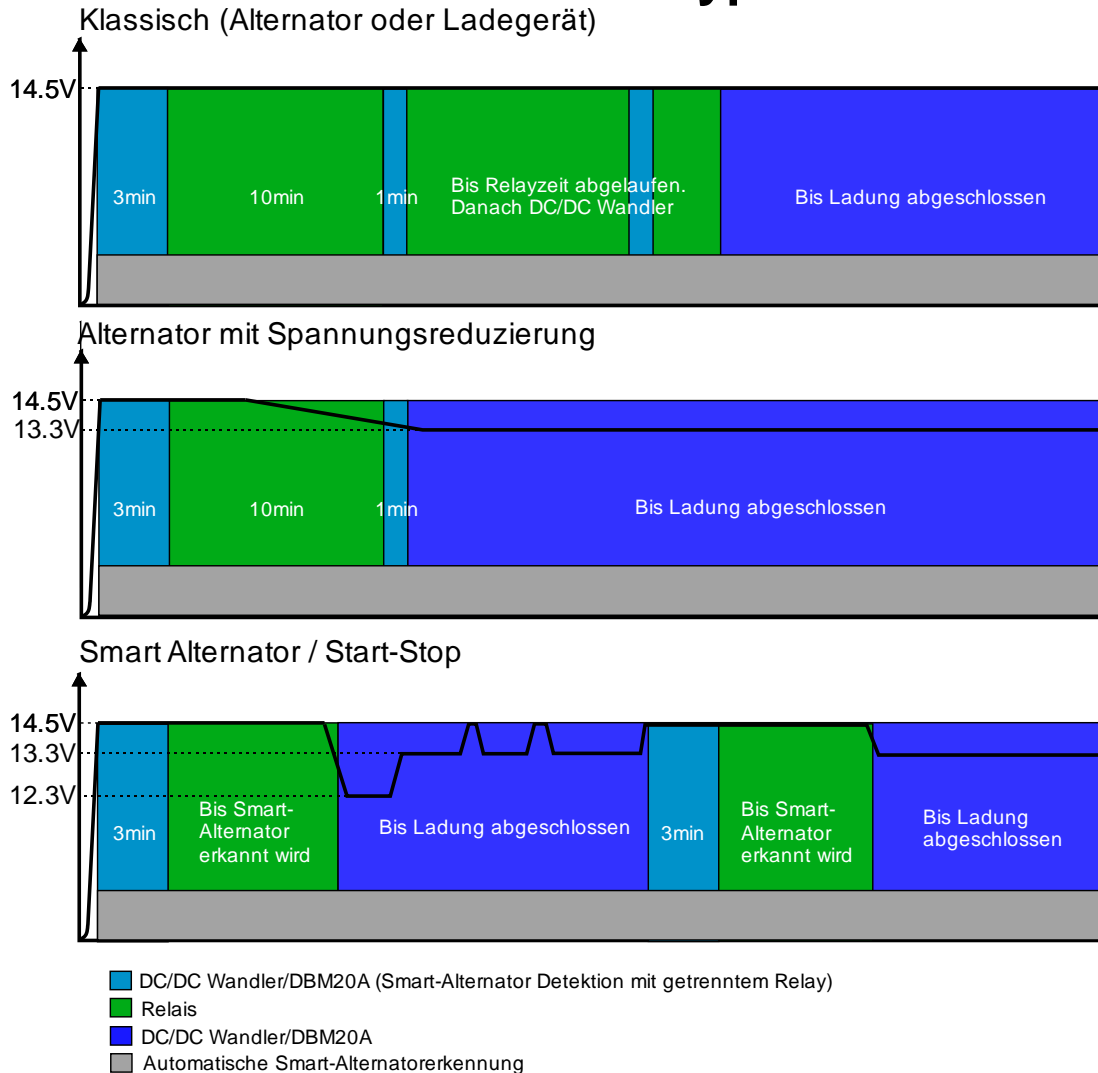 Klassisch (Alternator oder Ladegerät)
14.5V
3min
10min
1min
Bis Relayzeit abgelaufen.
Danach DC/DC Wandler
Bis Ladung abgeschlossen
Alternator mit Spannungsreduzierung
14.5V
13.3V
3min
10min
1min
Bis Ladung abgeschlossen
Smart Alternator / Start-Stop
14.5V
13.3V
12.3V
3min
Bis Smart-
Alternator
erkannt wird
Bis Ladung abgeschlossen
3min
Bis Smart-
Alternator
erkannt wird
Bis Ladung
abgeschlossen
DC/DC Wandler/DBM20A (Smart-Alternator Detektion mit getrenntem Relay)
Relais
DC/DC Wandler/DBM20A
Automatische Smart-Alternatorerkennung